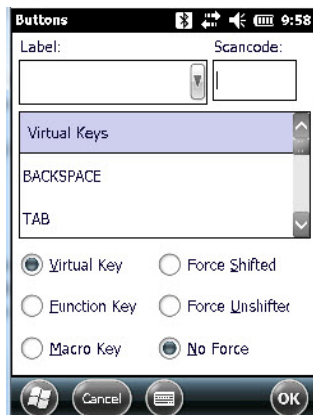 Buttons 9:58
Label: Scancode:
Virtual Keys
BACKSPACE
TAB
Virtual Key Force Shifted
Function Key Force Unshifted
Macro Key No Force
Cancel OK